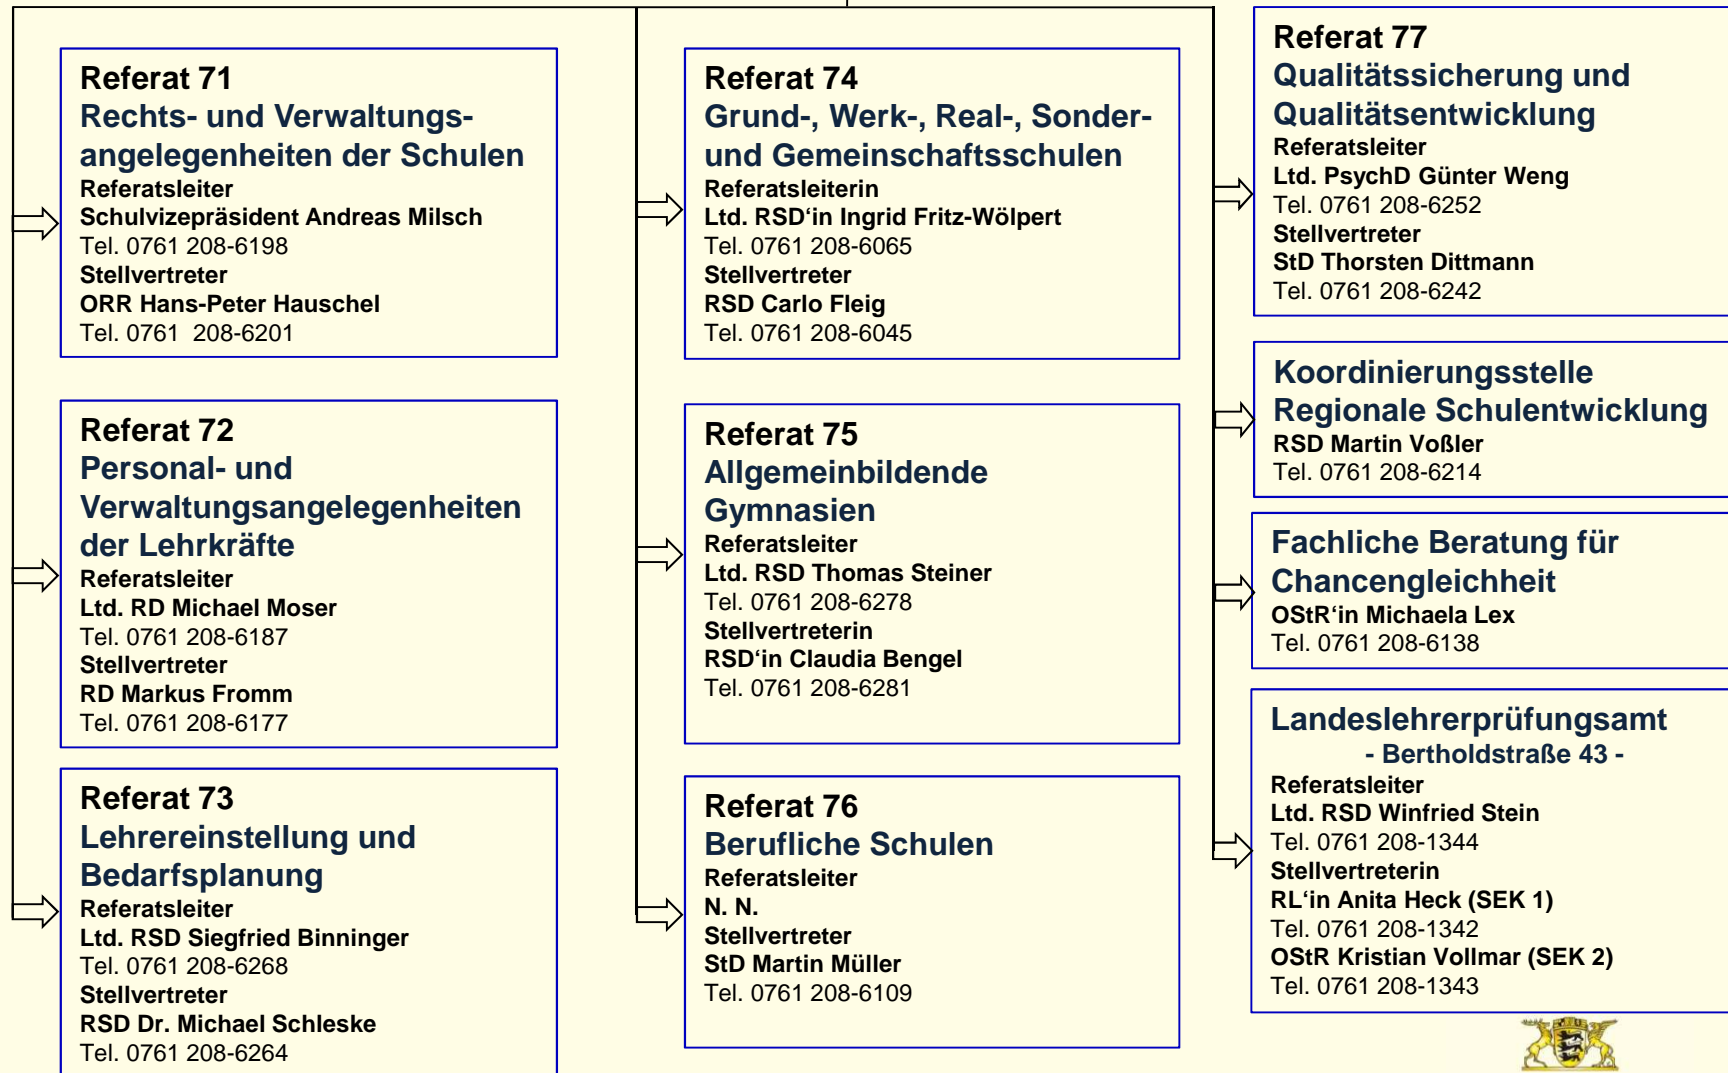 Referat 71
Rechts- und Verwaltungs-
angelegenheiten der Schulen
Referatsleiter
Schulvizepräsident Andreas Milsch
Tel. 0761 208-6198
Stellvertreter
ORR Hans-Peter Hauschel
Tel. 0761  208-6201
Referat 72
Personal- und
Verwaltungsangelegenheiten
der Lehrkräfte
Referatsleiter
Ltd. RD Michael Moser
Tel. 0761 208-6187
Stellvertreter
RD Markus Fromm
Tel. 0761 208-6177
Referat 73
Lehrereinstellung und
Bedarfsplanung
Referatsleiter
Ltd. RSD Siegfried Binninger
Tel. 0761 208-6268
Stellvertreter
RSD Dr. Michael Schleske
Tel. 0761 208-6264
Referat 74
Grund-, Werk-, Real-, Sonder-
und Gemeinschaftsschulen
Referatsleiterin
Ltd. RSD‘in Ingrid Fritz-Wölpert
Tel. 0761 208-6065
Stellvertreter
RSD Carlo Fleig
Tel. 0761 208-6045
Referat 75
Allgemeinbildende
Gymnasien
Referatsleiter
Ltd. RSD Thomas Steiner
Tel. 0761 208-6278
Stellvertreterin
RSD‘in Claudia Bengel
Tel. 0761 208-6281
Referat 76
Berufliche Schulen
Referatsleiter
N. N.
Stellvertreter
StD Martin Müller
Tel. 0761 208-6109
Referat 77
Qualitätssicherung und
Qualitätsentwicklung
Referatsleiter
Ltd. PsychD Günter Weng
Tel. 0761 208-6252
Stellvertreter
StD Thorsten Dittmann
Tel. 0761 208-6242
Koordinierungsstelle
Regionale Schulentwicklung
RSD Martin Voßler
Tel. 0761 208-6214
Fachliche Beratung für
Chancengleichheit
OStR‘in Michaela Lex
Tel. 0761 208-6138
Landeslehrerprüfungsamt
- Bertholdstraße 43 -
Referatsleiter
Ltd. RSD Winfried Stein
Tel. 0761 208-1344
Stellvertreterin
RL‘in Anita Heck (SEK 1)
Tel. 0761 208-1342
OStR Kristian Vollmar (SEK 2)
Tel. 0761 208-1343